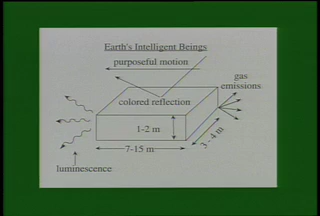 Earth's Intelligent Beings
purposeful motion
gas
emissions
colored reflection
1-2 m
7-15 m
3-4 m
luminescence